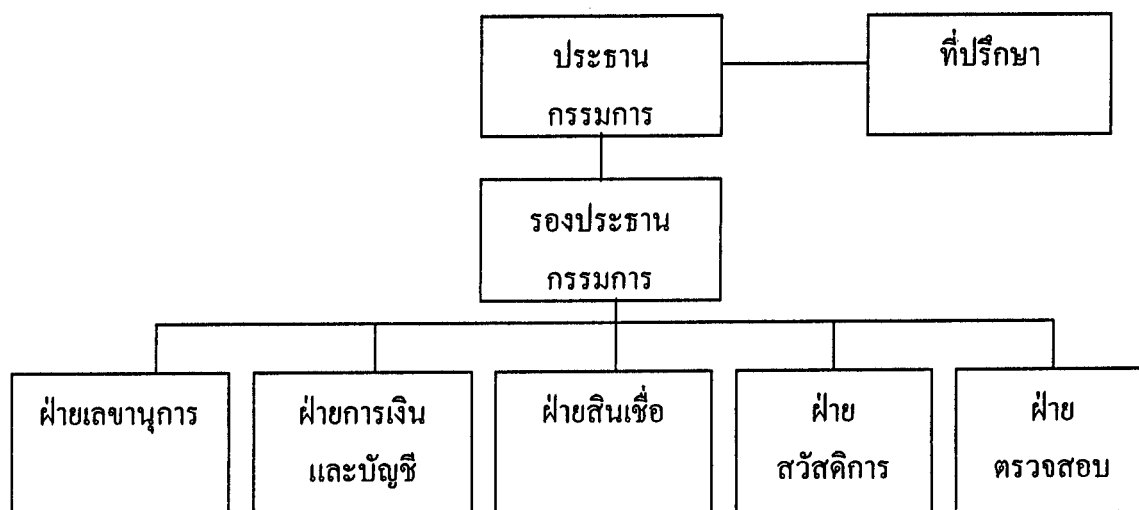 ประธาน
กรรมการ
ที่ปรึกษา
รองประธาน
กรรมการ
ฝ่ายเลขานุการ
ฝ่ายการเงิน
และบัญชี
ฝ่ายสินเชื่อ
ฝ่าย
สวัสดิการ
ฝ่าย
ตรวจสอบ